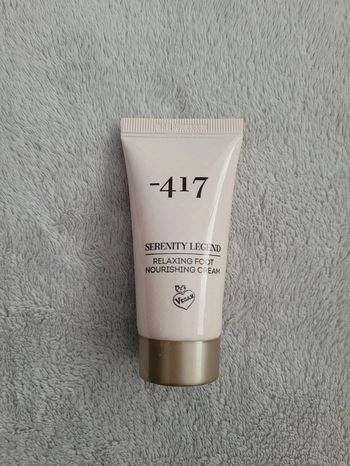 -417
SERENITY LEGEND
RELAXING FOOT
NOURISHING CREAM
VEGAN